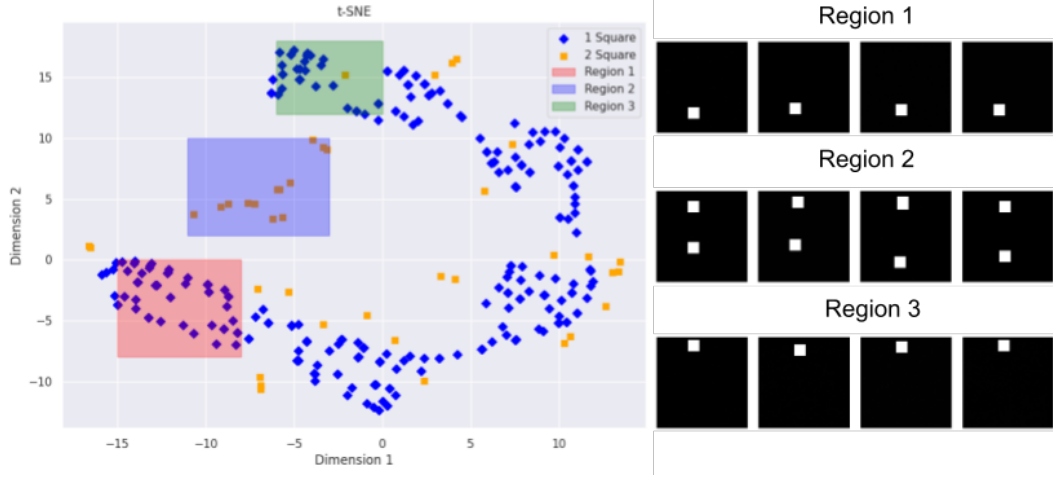 t-SNE
1 Square
2 Square
Region 1
Region 2
Region 3
15
10
5
0
−5
−10
Dimension 2
−15
−10
−5
0
5
10
Dimension 1
Region 1
Region 2
Region 3